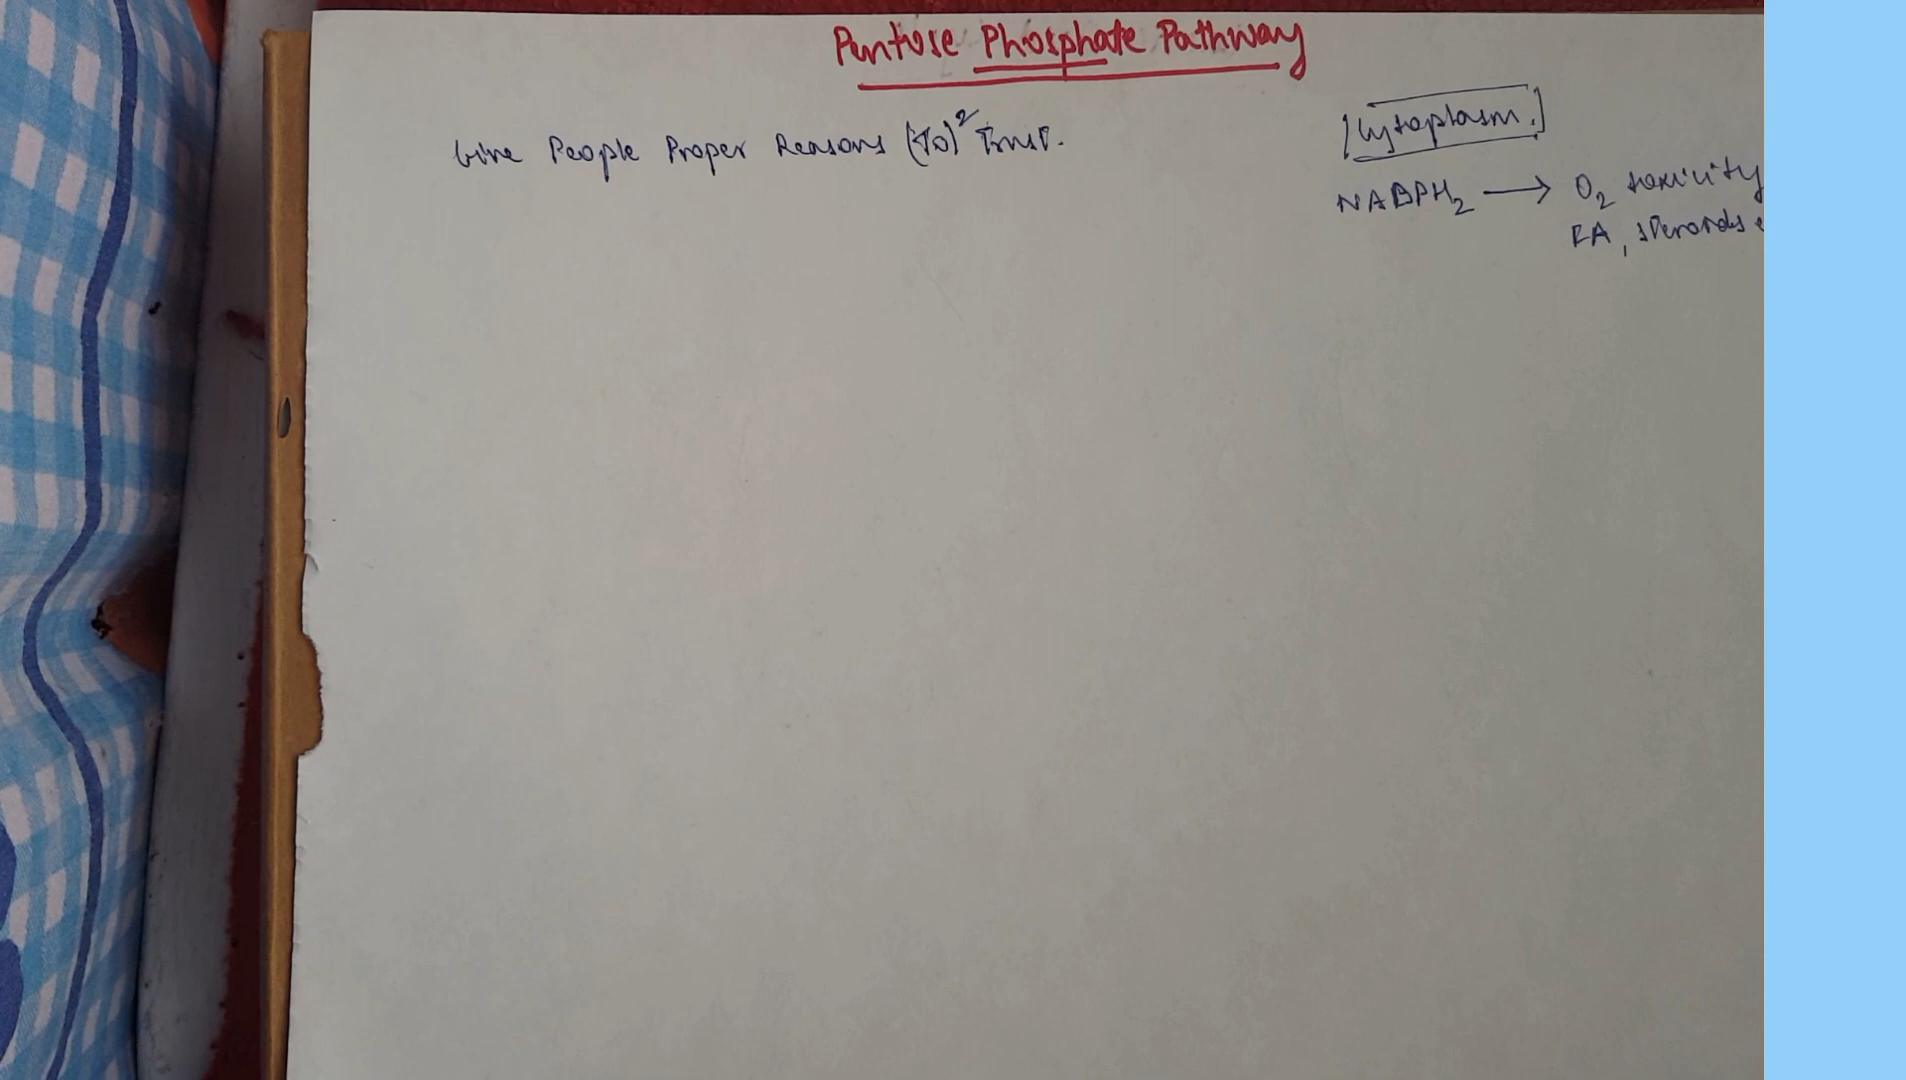 Pentose Phosphate Pathway
Give People Proper Reasons (To)² Trust.
[Cytoplasm.]
NADPH₂ → O₂ toxicity
FA, steroids